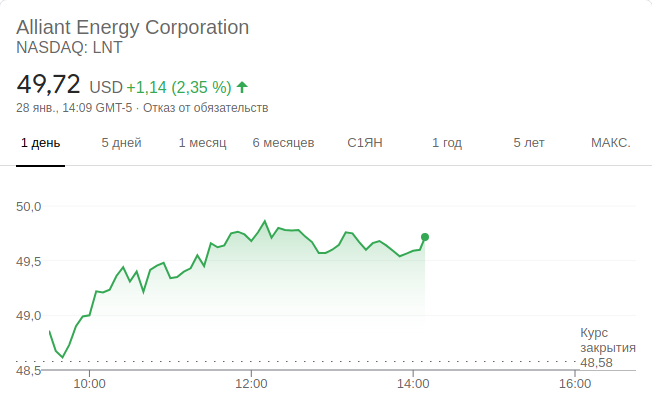 Alliant Energy Corporation
NASDAQ: LNT
49,72 USD +1,14 (2,35 %)
28 янв., 14:09 GMT-5 · Отказ от обязательств
1 день 5 дней 1 месяц 6 месяцев С1ЯН 1 год 5 лет МАКС.
50,0
49,5
49,0
Курс
закрытия
48,58
48,5
10:00 12:00 14:00 16:00